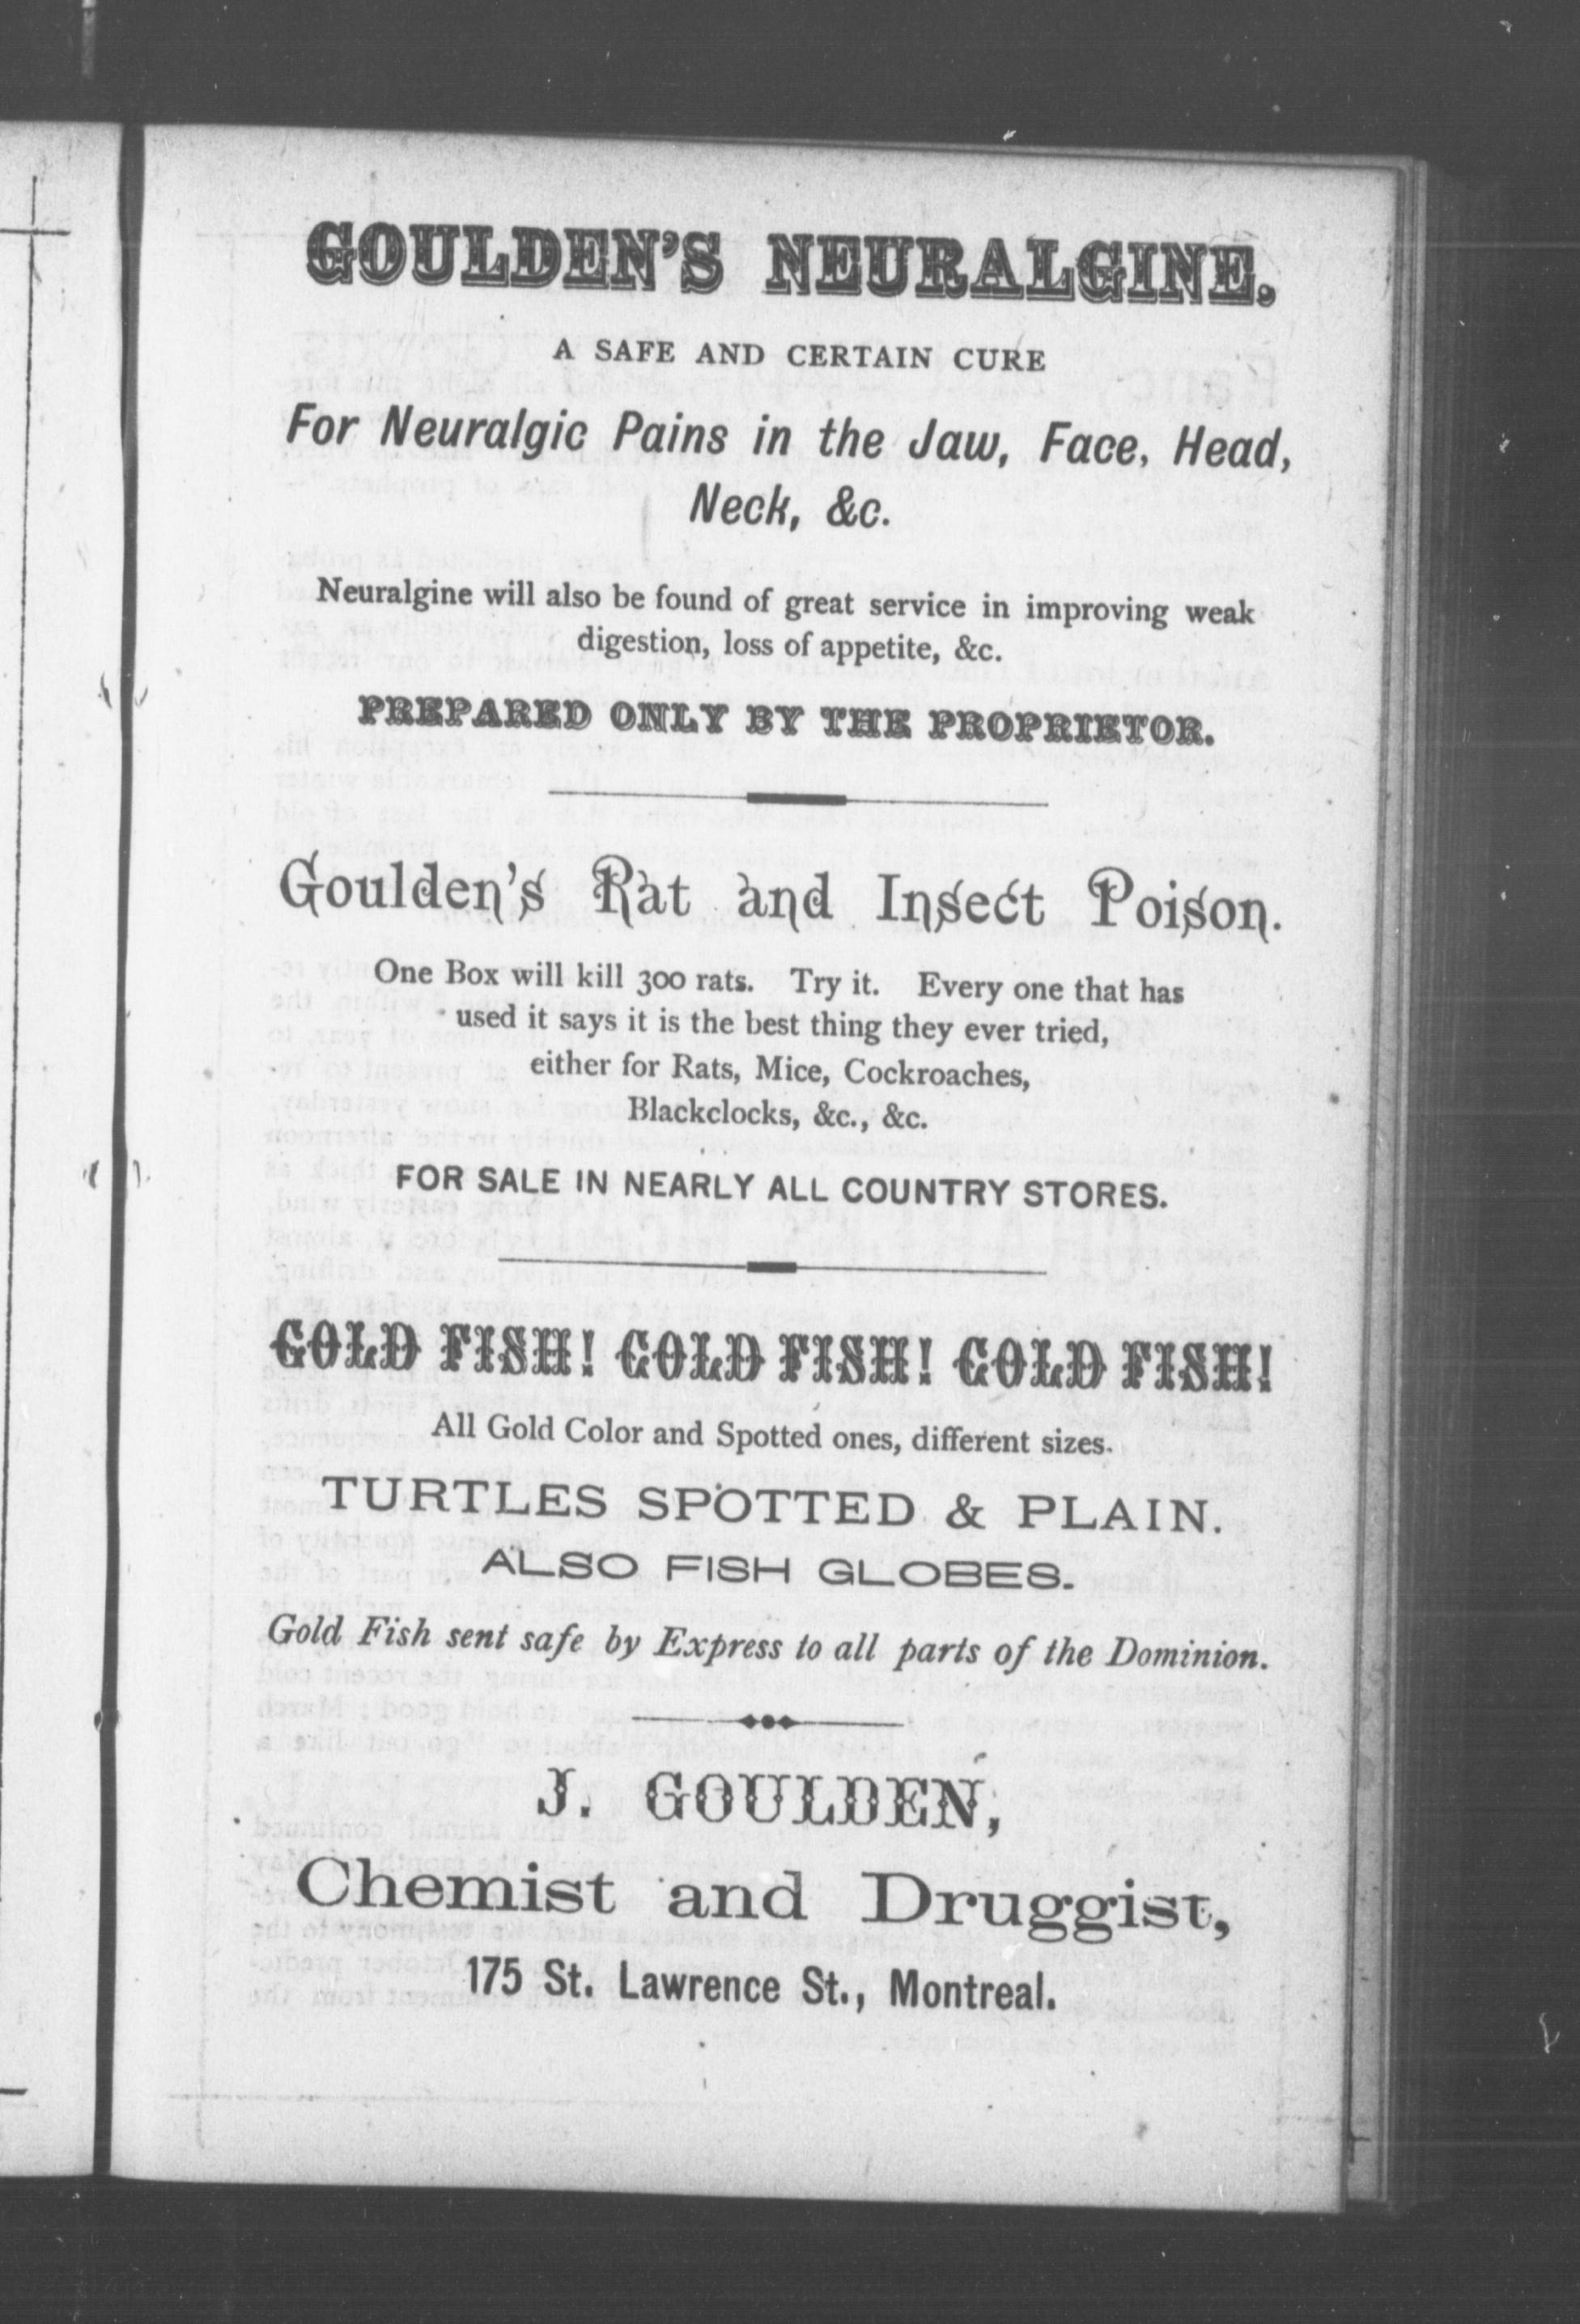 GOULDEN'S NEURALGINE.
A SAFE AND CERTAIN CURE
For Neuralgic Pains in the Jaw, Face, Head,
Neck, &c.
Neuralgine will also be found of great service in improving weak
digestion, loss of appetite, &c.
PREPARED ONLY BY THE PROPRIETOR.
Goulden's Rat and Insect Poison.
One Box will kill 300 rats. Try it. Every one that has
used it says it is the best thing they ever tried,
either for Rats, Mice, Cockroaches,
Blackclocks, &c., &c.
FOR SALE IN NEARLY ALL COUNTRY STORES.
GOLD FISH! GOLD FISH! GOLD FISH!
All Gold Color and Spotted ones, different sizes.
TURTLES SPOTTED & PLAIN.
ALSO FISH GLOBES.
Gold Fish sent safe by Express to all parts of the Dominion.
J. GOULDEN,
Chemist and Druggist,
175 St. Lawrence St., Montreal.